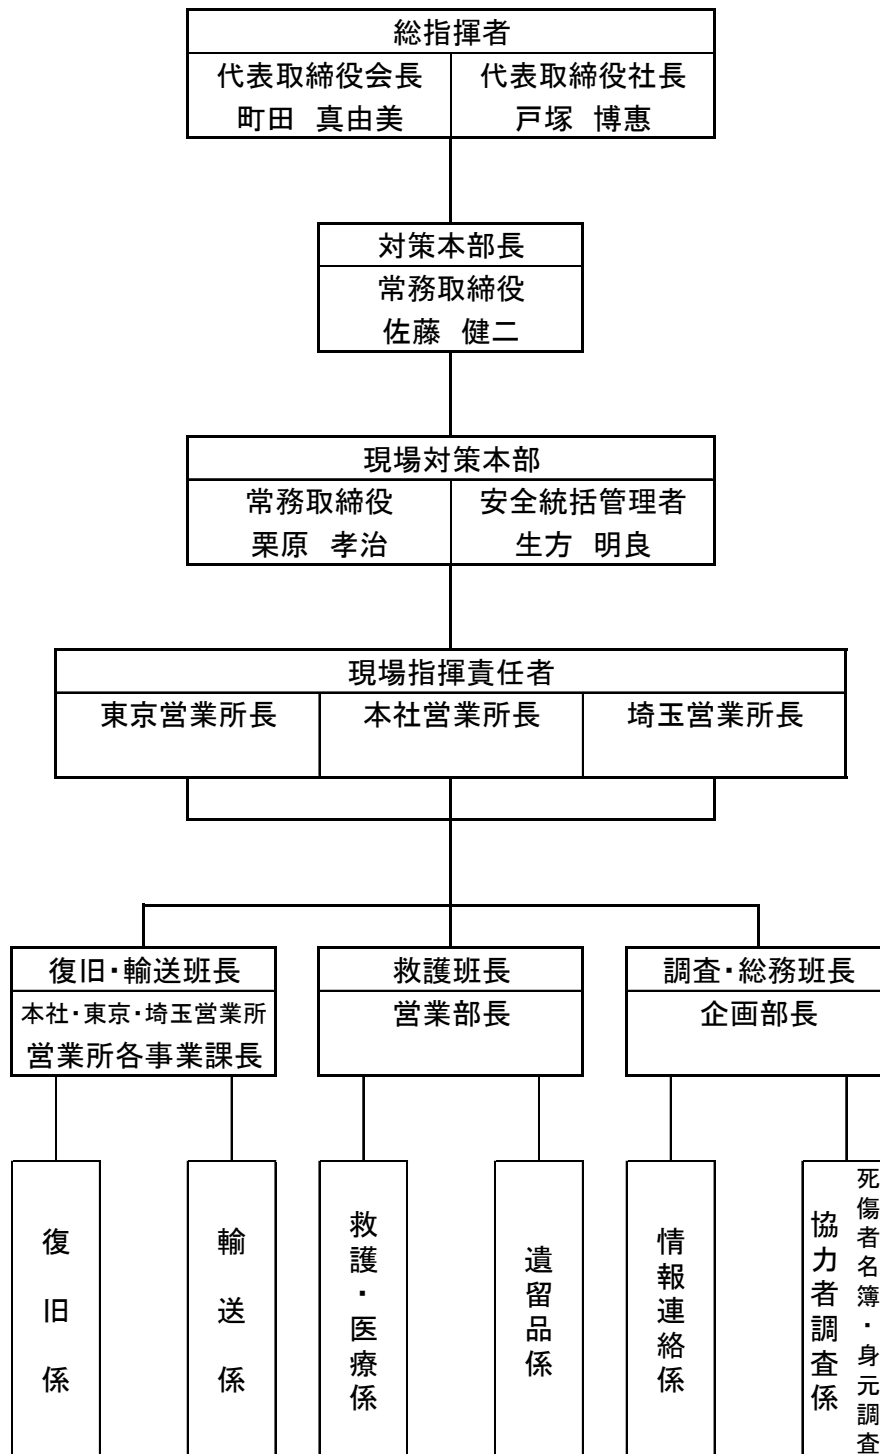 総指揮者
代表取締役会長
町田 真由美
代表取締役社長
戸塚 博惠
対策本部長
常務取締役
佐藤 健二
現場対策本部
常務取締役
栗原 孝治
安全統括管理者
生方 明良
現場指揮責任者
東京営業所長
本社営業所長
埼玉営業所長
復旧・輸送班長
本社・東京・埼玉営業所
営業所各事業課長
救護班長
営業部長
調査・総務班長
企画部長
復旧係
輸送係
救護・医療係
遺留品係
情報連絡係
死傷者名簿・身元調査
協力者調査係